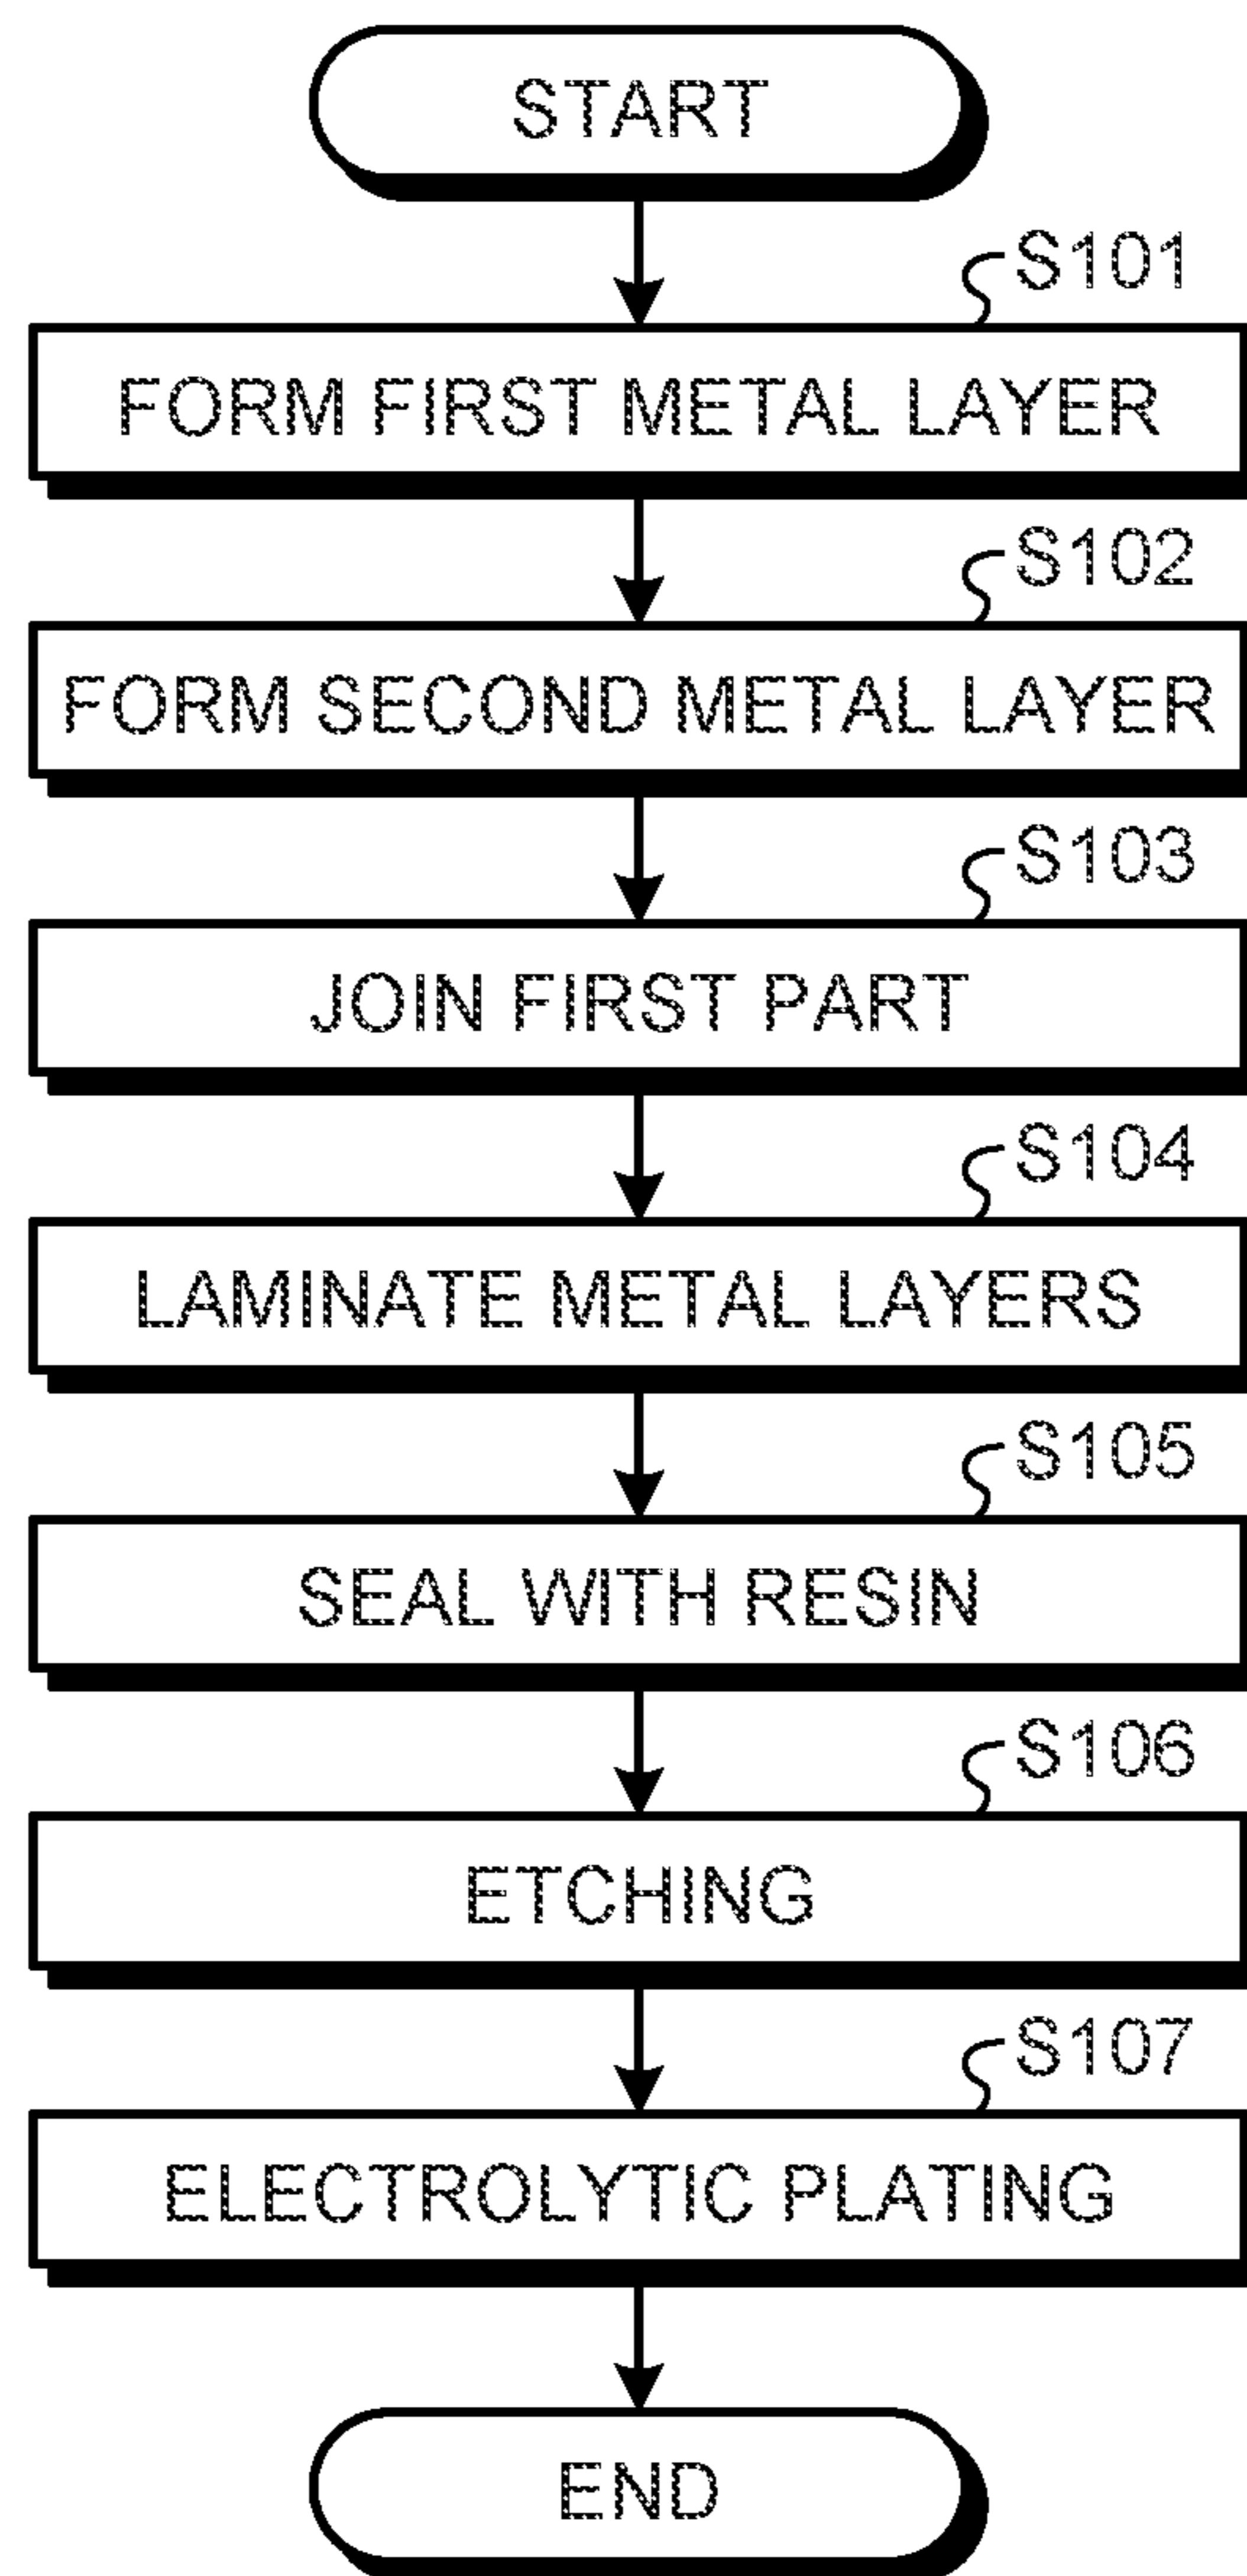 START
S101
FORM FIRST METAL LAYER
S102
FORM SECOND METAL LAYER
S103
JOIN FIRST PART
S104
LAMINATE METAL LAYERS
S105
SEAL WITH RESIN
S106
ETCHING
S107
ELECTROLYTIC PLATING
END